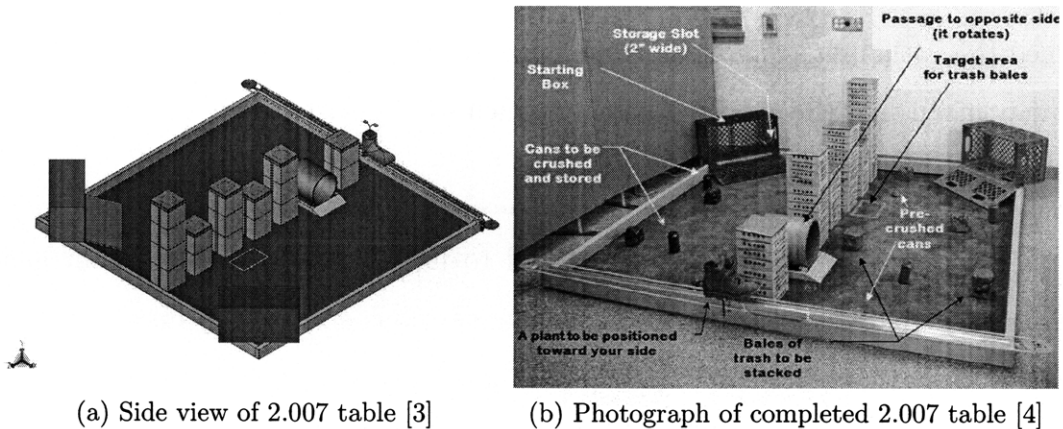 Storage Slot
(2" wide)
Passage to opposite side
(it rotates)
Starting
Box
Target area
for trash bales
Cans to be
crushed
and stored
Pre-
crushed
cans
A plant to be positioned
toward your side
Bales of
trash to be
stacked
(a) Side view of 2.007 table [3]
(b) Photograph of completed 2.007 table [4]